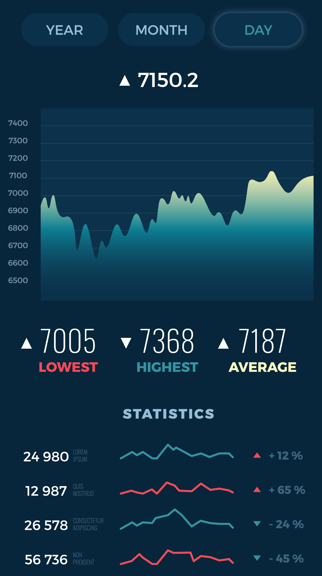 YEAR MONTH DAY
▲ 7150.2
7400
7300
7200
7100
7000
6900
6800
6700
6600
6500
▲ 7005 ▼ 7368 ▲ 7187
LOWEST HIGHEST AVERAGE
STATISTICS
24 980 LOREM IPSUM ▲ + 12 %
12 987 QUIS NOSTRUD ▲ + 65 %
26 578 CONSECTETUR ADIPISCING ▼ - 24 %
56 736 NON PROIDENT ▼ - 45 %